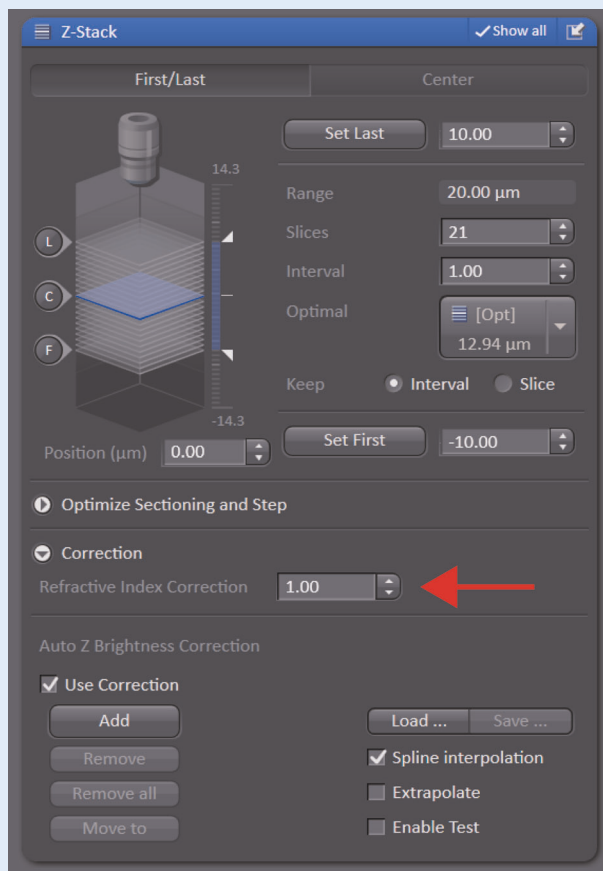 Z-Stack Show all
First/Last Center
Set Last 10.00
14.3
Range 20.00 µm
Slices 21
L
Interval 1.00
C
Optimal [Opt]
12.94 µm
F
Keep Interval Slice
-14.3
Set First -10.00
Position (µm) 0.00
Optimize Sectioning and Step
Correction
Refractive Index Correction 1.00
Auto Z Brightness Correction
Use Correction
Add Load ... Save ...
Remove Spline interpolation
Remove all Extrapolate
Move to Enable Test